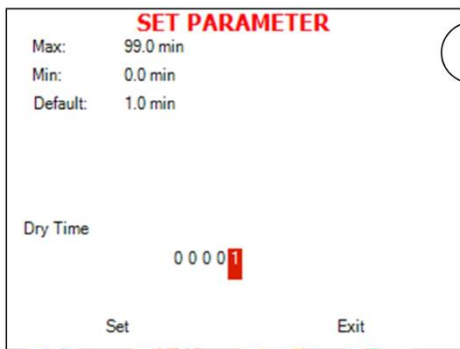 SET PARAMETER
Max: 99.0 min
Min: 0.0 min
Default: 1.0 min
Dry Time
0 0 0 0 1
Set Exit